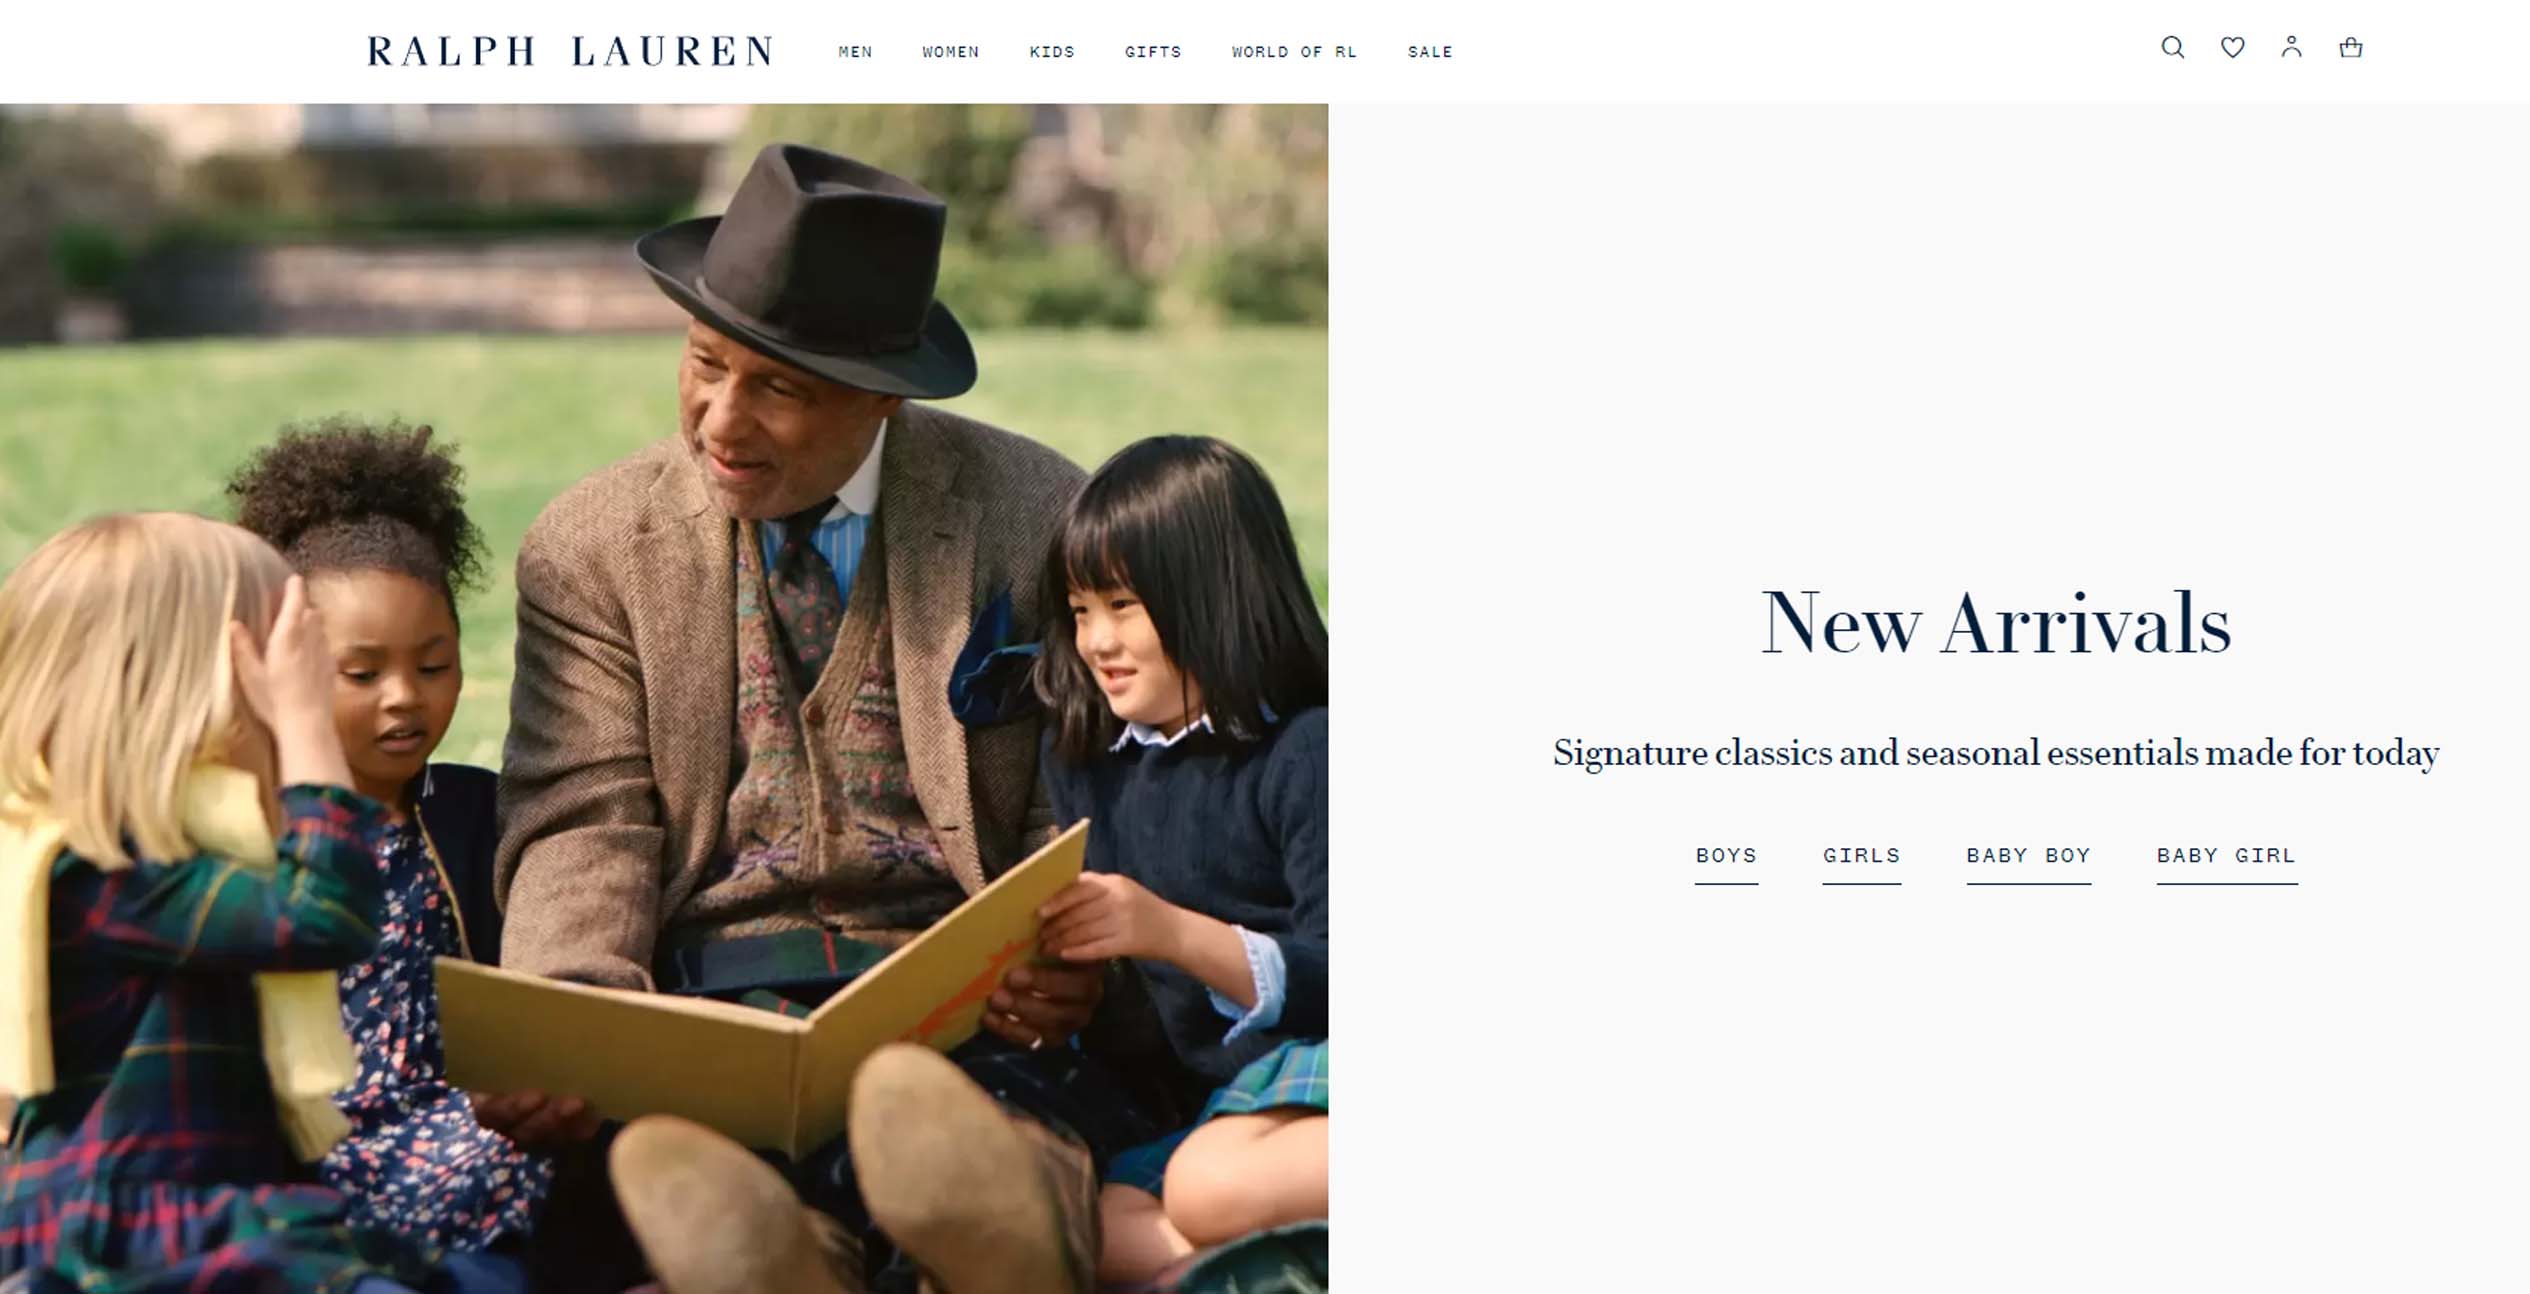 RALPH LAUREN MEN WOMEN KIDS GIFTS WORLD OF RL SALE
New Arrivals
Signature classics and seasonal essentials made for today
BOYS GIRLS BABY BOY BABY GIRL